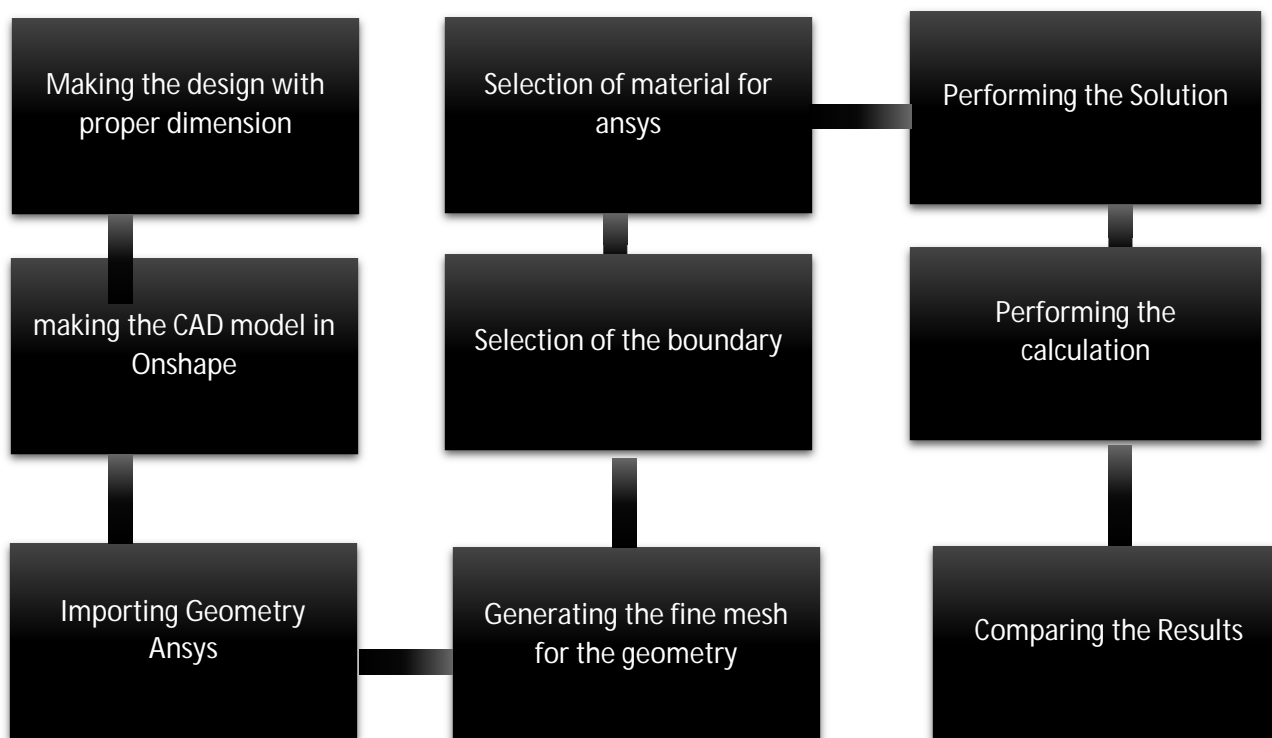 Making the design with
proper dimension
making the CAD model in
Onshape
Importing Geometry
Ansys
Generating the fine mesh
for the geometry
Selection of the boundary
Selection of material for
ansys
Performing the Solution
Performing the
calculation
Comparing the Results